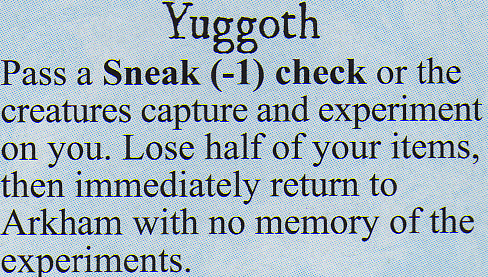 Yuggoth
Pass a Sneak (-1) check or the
creatures capture and experiment
on you. Lose half of your items,
then immediately return to
Arkham with no memory of the
experiments.